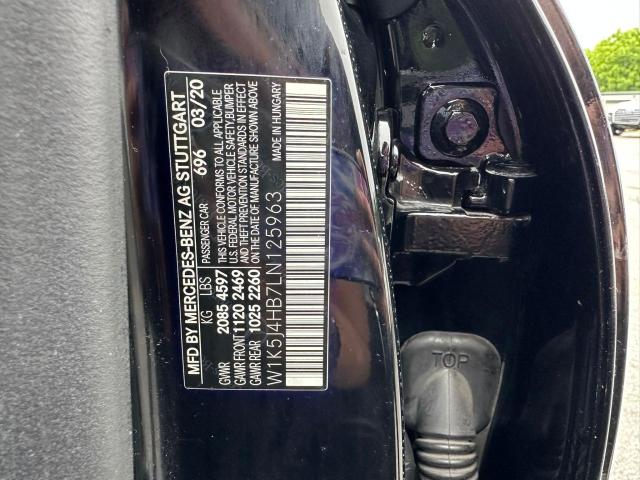 MFD BY MERCEDES-BENZ AG STUTTGART
696 03/20
PASSENGER CAR
THIS VEHICLE CONFORMS TO ALL APPLICABLE
U.S. FEDERAL MOTOR VEHICLE SAFETY, BUMPER
AND THEFT PREVENTION STANDARDS IN EFFECT
ON THE DATE OF MANUFACTURE SHOWN ABOVE
KG LBS
GVWR 2085 4597
GAWR FRONT 1120 2469
GAWR REAR 1025 2260
W1K5J4HB7LN125963
MADE IN HUNGARY
TOP